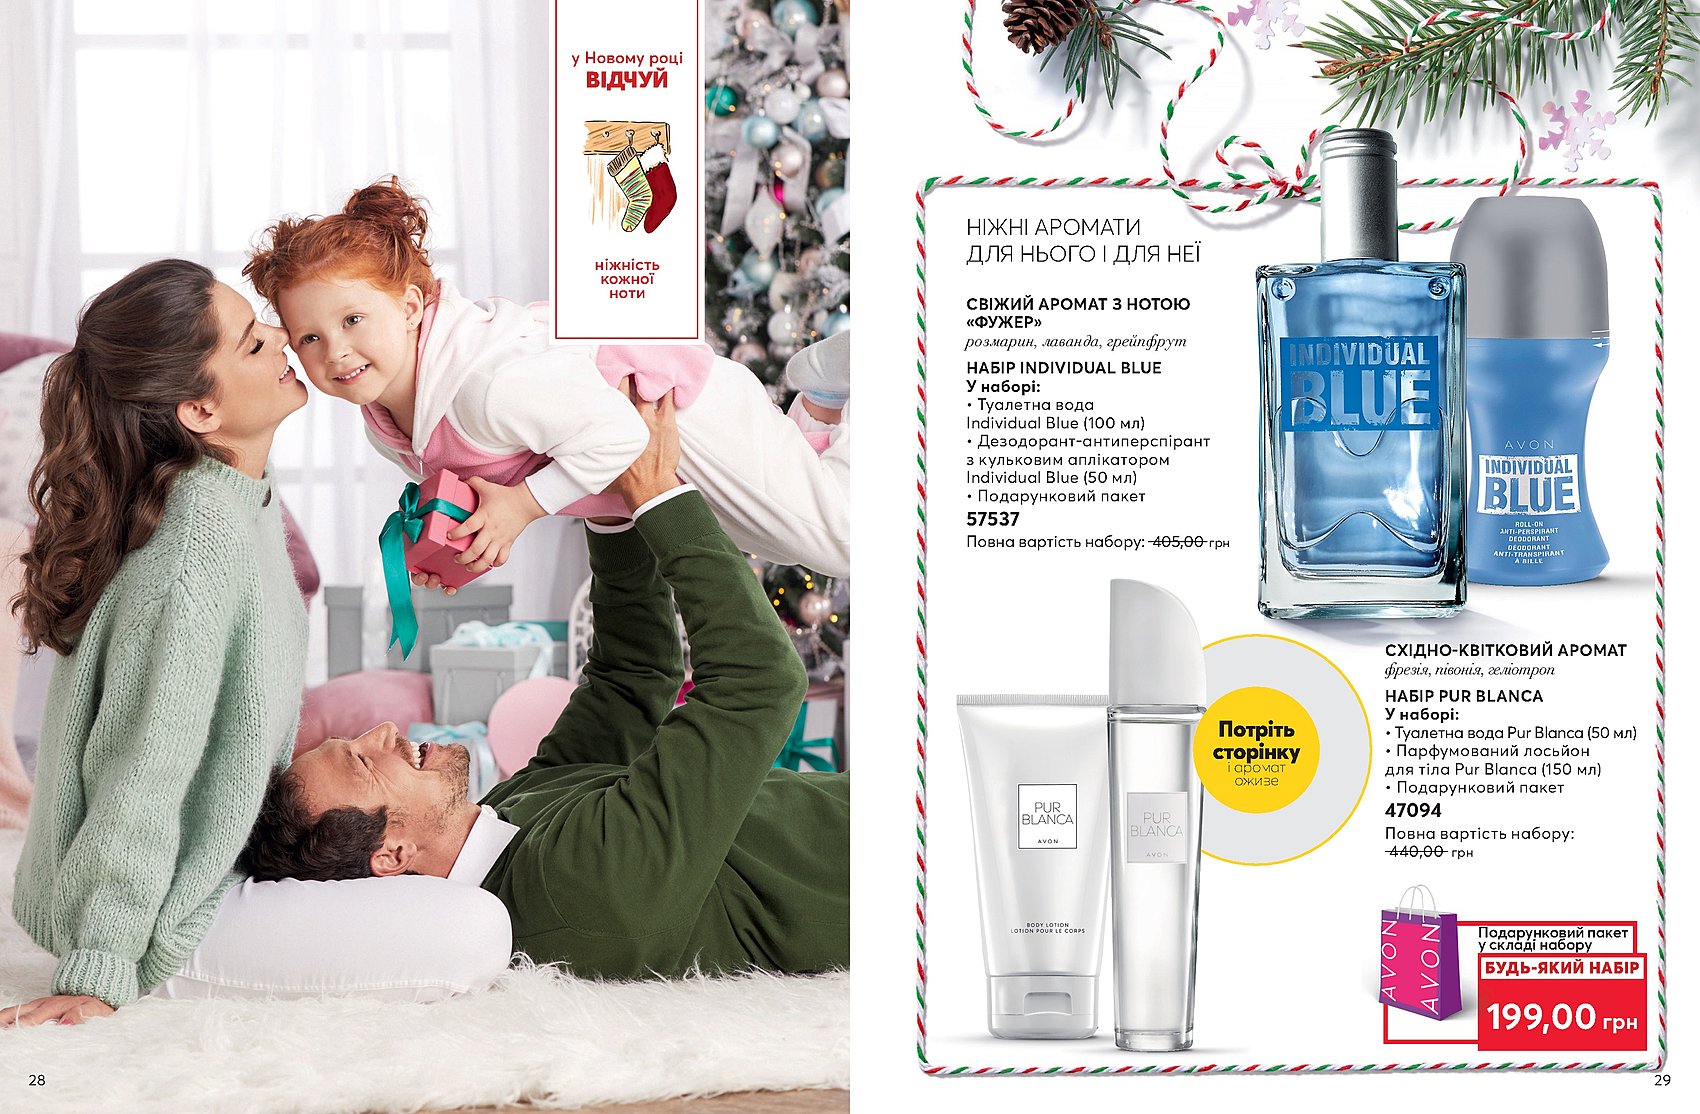 у Новому році
ВІДЧУЙ
ніжність
кожної
ноти
28
НІЖНІ АРОМАТИ
ДЛЯ НЬОГО І ДЛЯ НЕЇ
СВІЖИЙ АРОМАТ З НОТОЮ
«ФУЖЕР»
розмарин, лаванда, грейпфрут
НАБІР INDIVIDUAL BLUE
У наборі:
• Туалетна вода
Individual Blue (100 мл)
• Дезодорант-антиперспірант
з кульковим аплікатором
Individual Blue (50 мл)
• Подарунковий пакет
57537
Повна вартість набору: 405,00 грн
INDIVIDUAL
BLUE
AVON
INDIVIDUAL
BLUE
ROLL-ON
ANTI-PERSPIRANT
DEODORANT
DÉODORANT
ANTI-TRANSPIRANT
À BILLE
СХІДНО-КВІТКОВИЙ АРОМАТ
фрезія, півонія, геліотроп
НАБІР PUR BLANCA
У наборі:
• Туалетна вода Pur Blanca (50 мл)
• Парфумований лосьйон
для тіла Pur Blanca (150 мл)
• Подарунковий пакет
47094
Повна вартість набору:
440,00 грн
Потріть
сторінку
і аромат
оживе
PUR
BLANCA
AVON
BODY LOTION
LOTION POUR LE CORPS
PUR
BLANCA
AVON
AVON
AVON
Подарунковий пакет
у складі набору
БУДЬ-ЯКИЙ НАБІР
199,00 грн
29